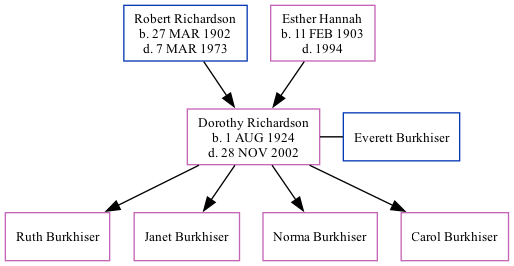 Robert Richardson
b. 27 MAR 1902
d. 7 MAR 1973
Esther Hannah
b. 11 FEB 1903
d. 1994
Dorothy Richardson
b. 1 AUG 1924
d. 28 NOV 2002
Everett Burkhiser
Ruth Burkhiser
Janet Burkhiser
Norma Burkhiser
Carol Burkhiser